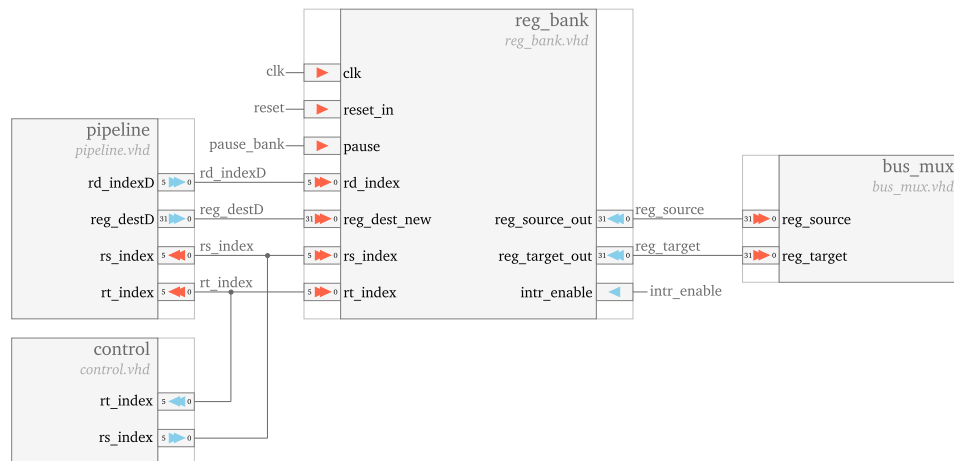 reg_bank
reg_bank.vhd
clk
clk
reset
reset_in
pause_bank
pause
pipeline
pipeline.vhd
rd_indexD
5 0
rd_indexD
5 0
rd_index
reg_destD
31 0
reg_destD
31 0
reg_dest_new
rs_index
5 0
rs_index
5 0
rs_index
rt_index
5 0
rt_index
5 0
rt_index
reg_source_out
31 0
reg_source
31 0
reg_source
reg_target_out
31 0
reg_target
31 0
reg_target
intr_enable
intr_enable
bus_mux
bus_mux.vhd
control
control.vhd
rt_index
5 0
rs_index
5 0